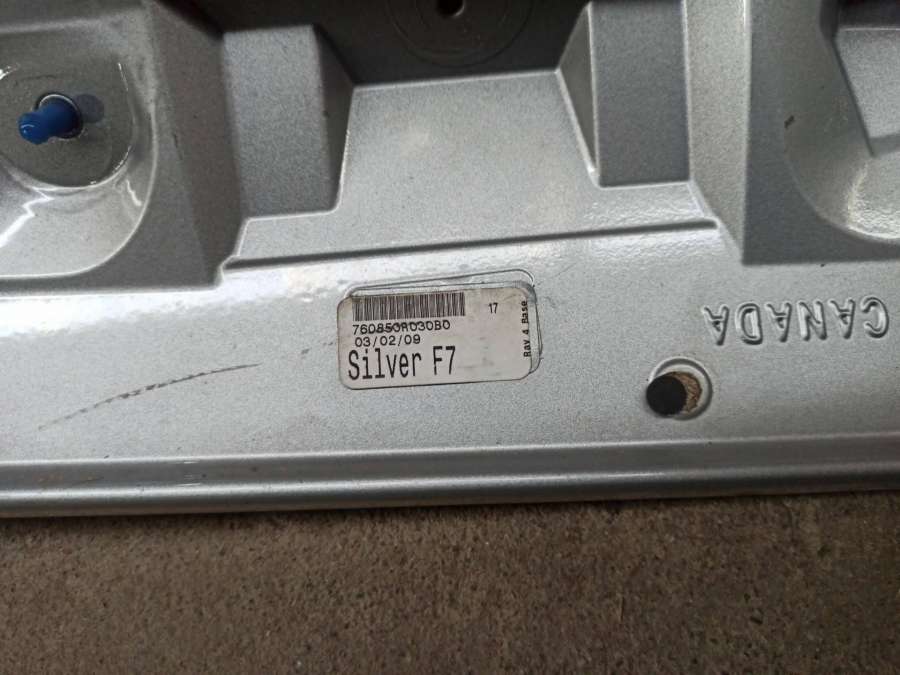 17
760850R030B0
03/02/09
Silver F7
Rav 4 Base
CANADA